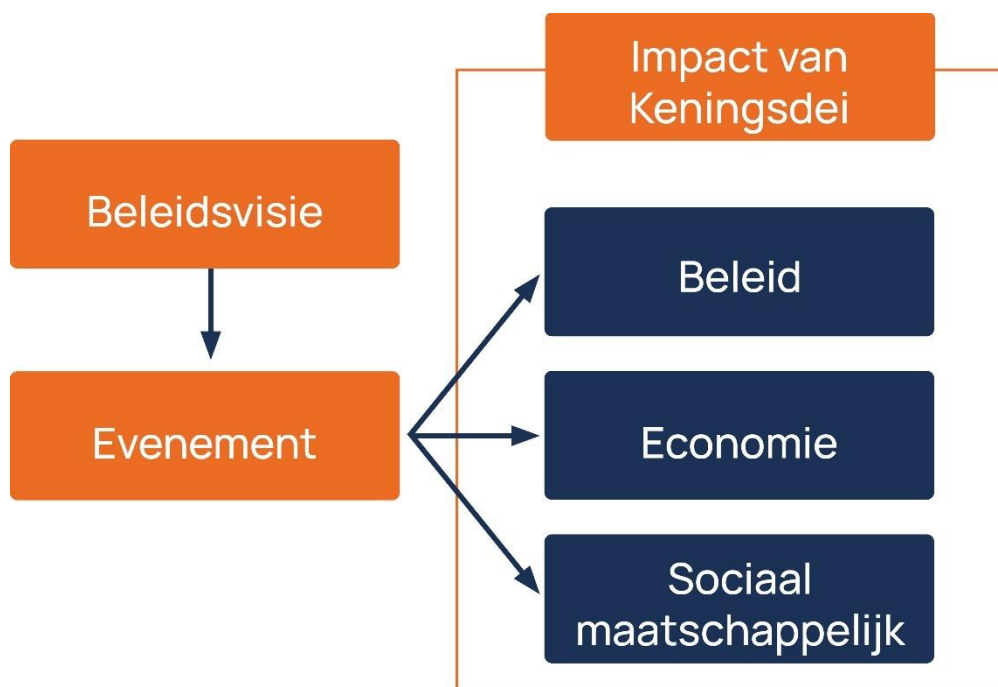 Impact van
Keningsdei
Beleidsvisie
Beleid
Evenement
Economie
Sociaal
maatschappelijk